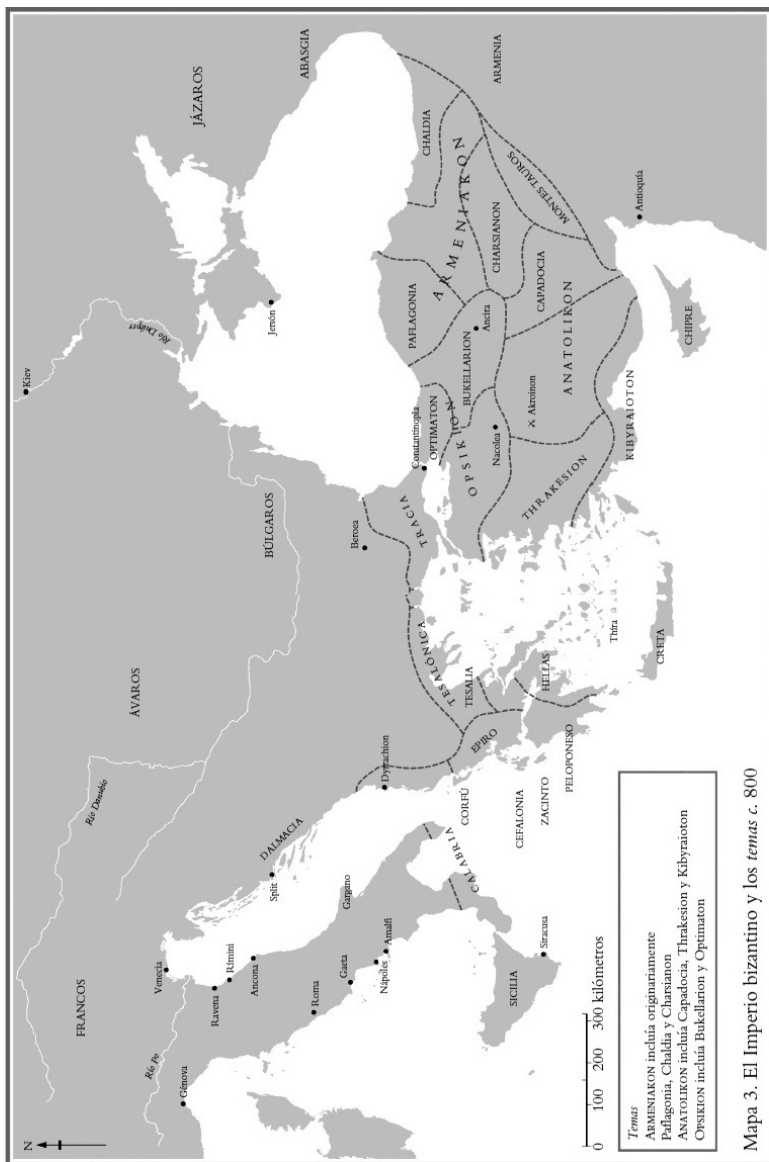 N
FRANCOS
Río Danubio
ÁVAROS
BÚLGAROS
Kiev
Río Dniéper
JÁZAROS
Jersón
ABASGIA
ARMENIA
Río Po
Génova
Venecia
Ravena
Rímini
Ancona
Split
DALMACIA
Roma
Gaeta
Nápoles
Amalfi
Gargano
Dyrrachion
Beroea
CALABRIA
SICILIA
Siracusa
CORFÚ
CEFALONIA
ZACINTO
PELOPONESO
EPIRO
TESALÓNICA
TESALIA
HELLAS
TRACIA
Constantinopla
OPTIMATON
OPSIKION
BUKELLARION
PAFLAGONIA
ARMENIAKON
CHALDIA
CHARSIANON
CAPADOCIA
MONTES TAUROS
Ancira
Nacolea
Akroinon
ANATOLIKON
THRAKESION
KIBYRAIOTON
Thíra
CRETA
CHIPRE
Antioquía
0 100 200 300 kilómetros
Temas
ARMENIAKON incluía originariamente
Paflagonia, Chaldia y Charsianon
ANATOLIKON incluía Capadocia, Thrakesion y Kibyraioton
OPSIKION incluía Bukellarion y Optimaton
Mapa 3. El Imperio bizantino y los temas c. 800